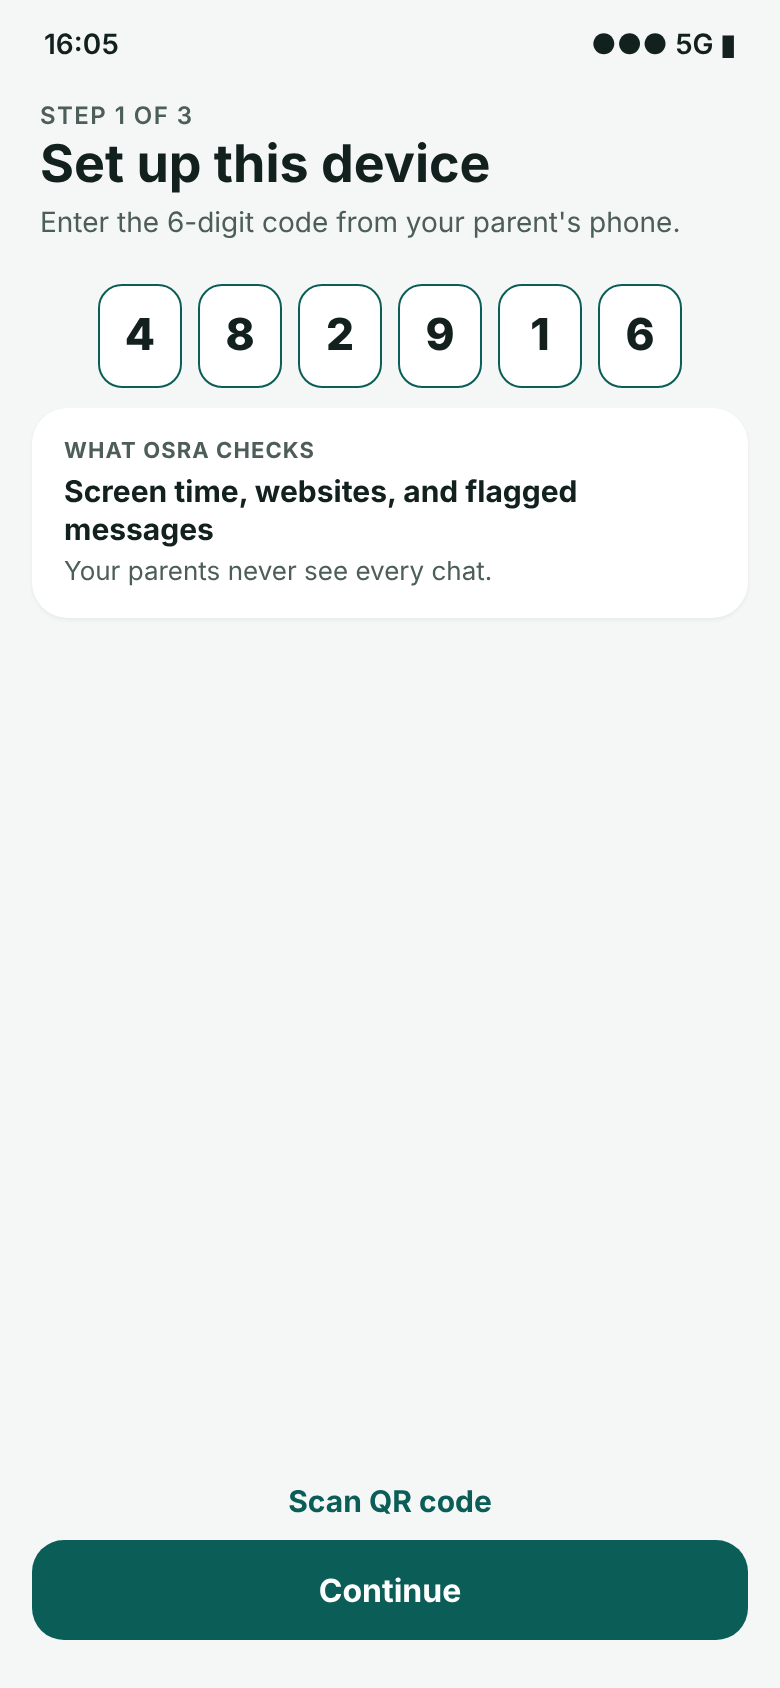 16:05 5G
STEP 1 OF 3
Set up this device
Enter the 6-digit code from your parent's phone.
4 8 2 9 1 6
WHAT OSRA CHECKS
Screen time, websites, and flagged
messages
Your parents never see every chat.
Scan QR code
Continue